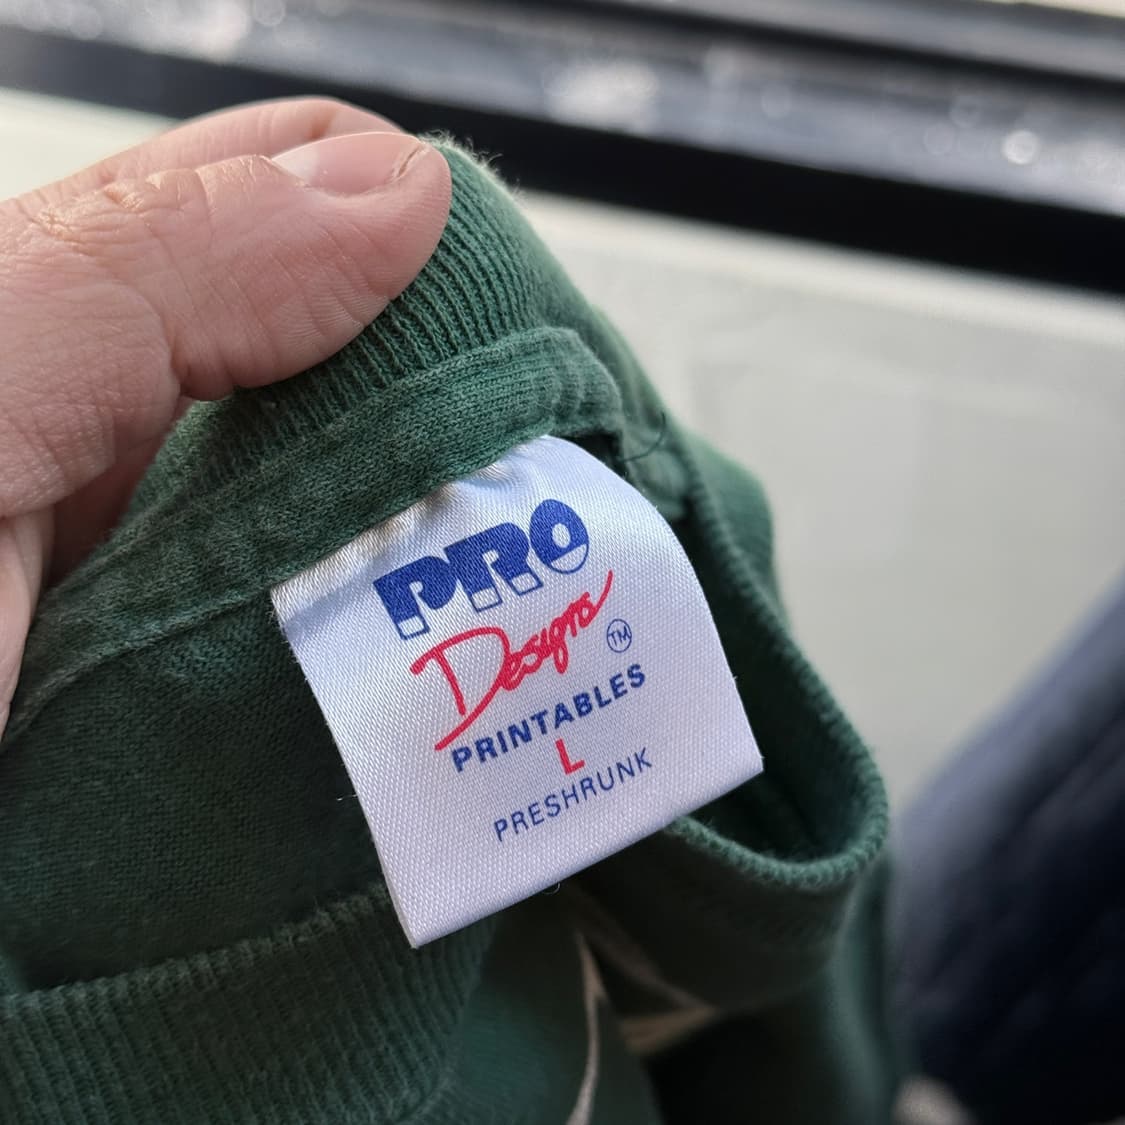 PRO
Designs
TM
PRINTABLES
L
PRESHRUNK